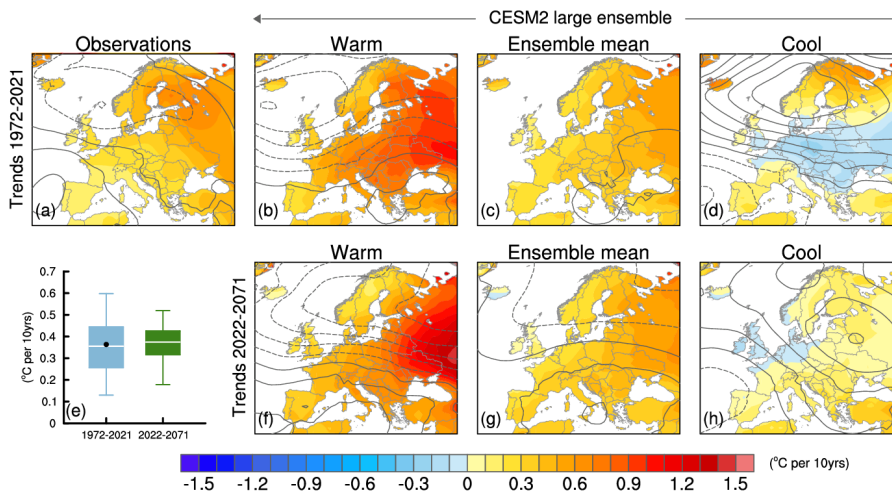 CESM2 large ensemble
Observations
Warm
Ensemble mean
Cool
Trends 1972-2021
(a)
(b)
(c)
(d)
Warm
Ensemble mean
Cool
Trends 2022-2071
(f)
(g)
(h)
(°C per 10yrs)
0.7
0.6
0.5
0.4
0.3
0.2
0.1
0
(e)
1972-2021
2022-2071
-1.5 -1.2 -0.9 -0.6 -0.3 0 0.3 0.6 0.9 1.2 1.5
(°C per 10yrs)